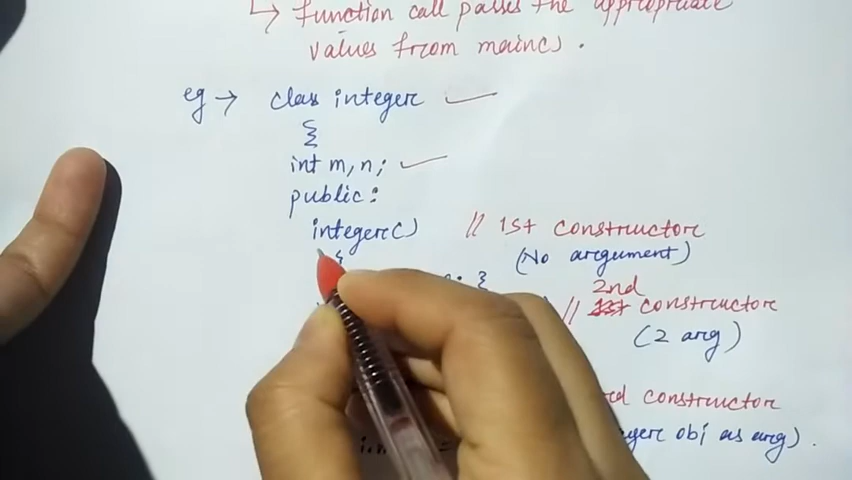 ↳ function call passes the appropriate
values from main().
eg → class integer
{
int m, n;
public:
integer() // 1st constructor
{ (No argument)
; {
2nd
// 1st constructor
(2 arg)
constructor
obj as arg).